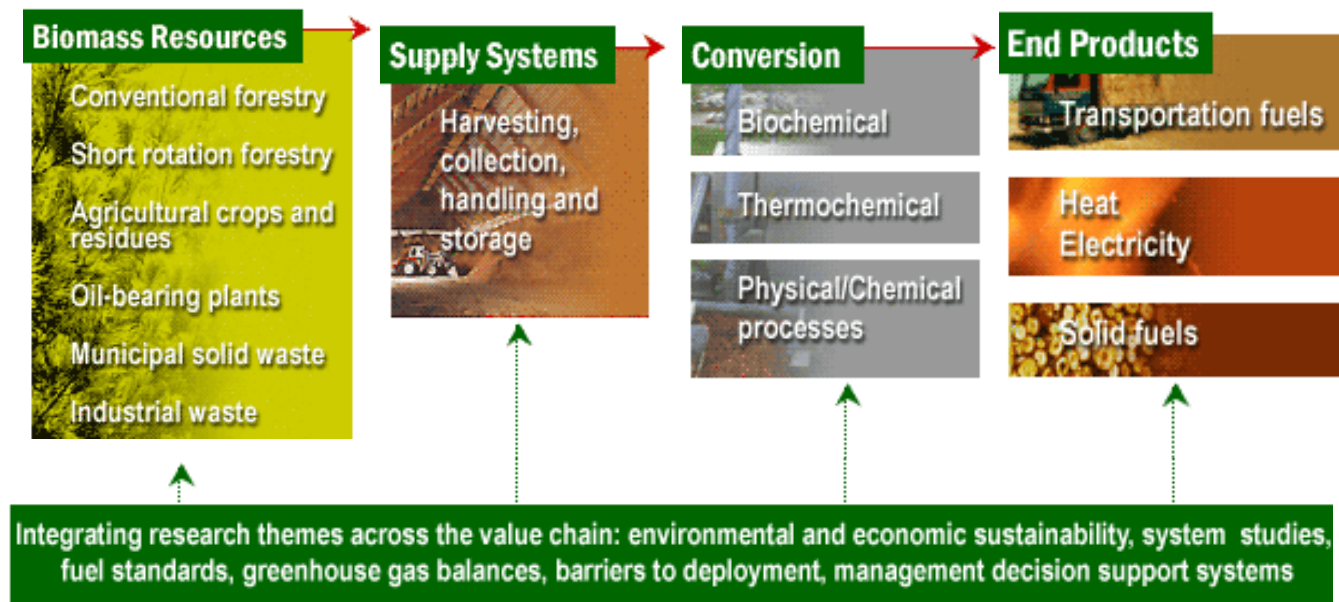 Biomass Resources
Conventional forestry
Short rotation forestry
Agricultural crops and
residues
Oil-bearing plants
Municipal solid waste
Industrial waste
Supply Systems
Harvesting,
collection,
handling and
storage
Conversion
Biochemical
Thermochemical
Physical/Chemical
processes
End Products
Transportation fuels
Heat
Electricity
Solid fuels
Integrating research themes across the value chain: environmental and economic sustainability, system studies,
fuel standards, greenhouse gas balances, barriers to deployment, management decision support systems